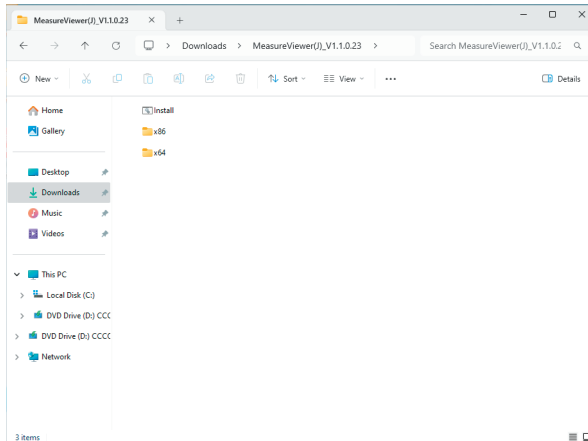 MeasureViewer(J)_V1.1.0.23
Downloads > MeasureViewer(J)_V1.1.0.23 >
Search MeasureViewer(J)_V1.1.0.2
New
Sort
View
Details
Home
Gallery
Desktop
Downloads
Music
Videos
This PC
Local Disk (C:)
DVD Drive (D:) CCC
DVD Drive (D:) CCCC
Network
Install
x86
x64
3 items